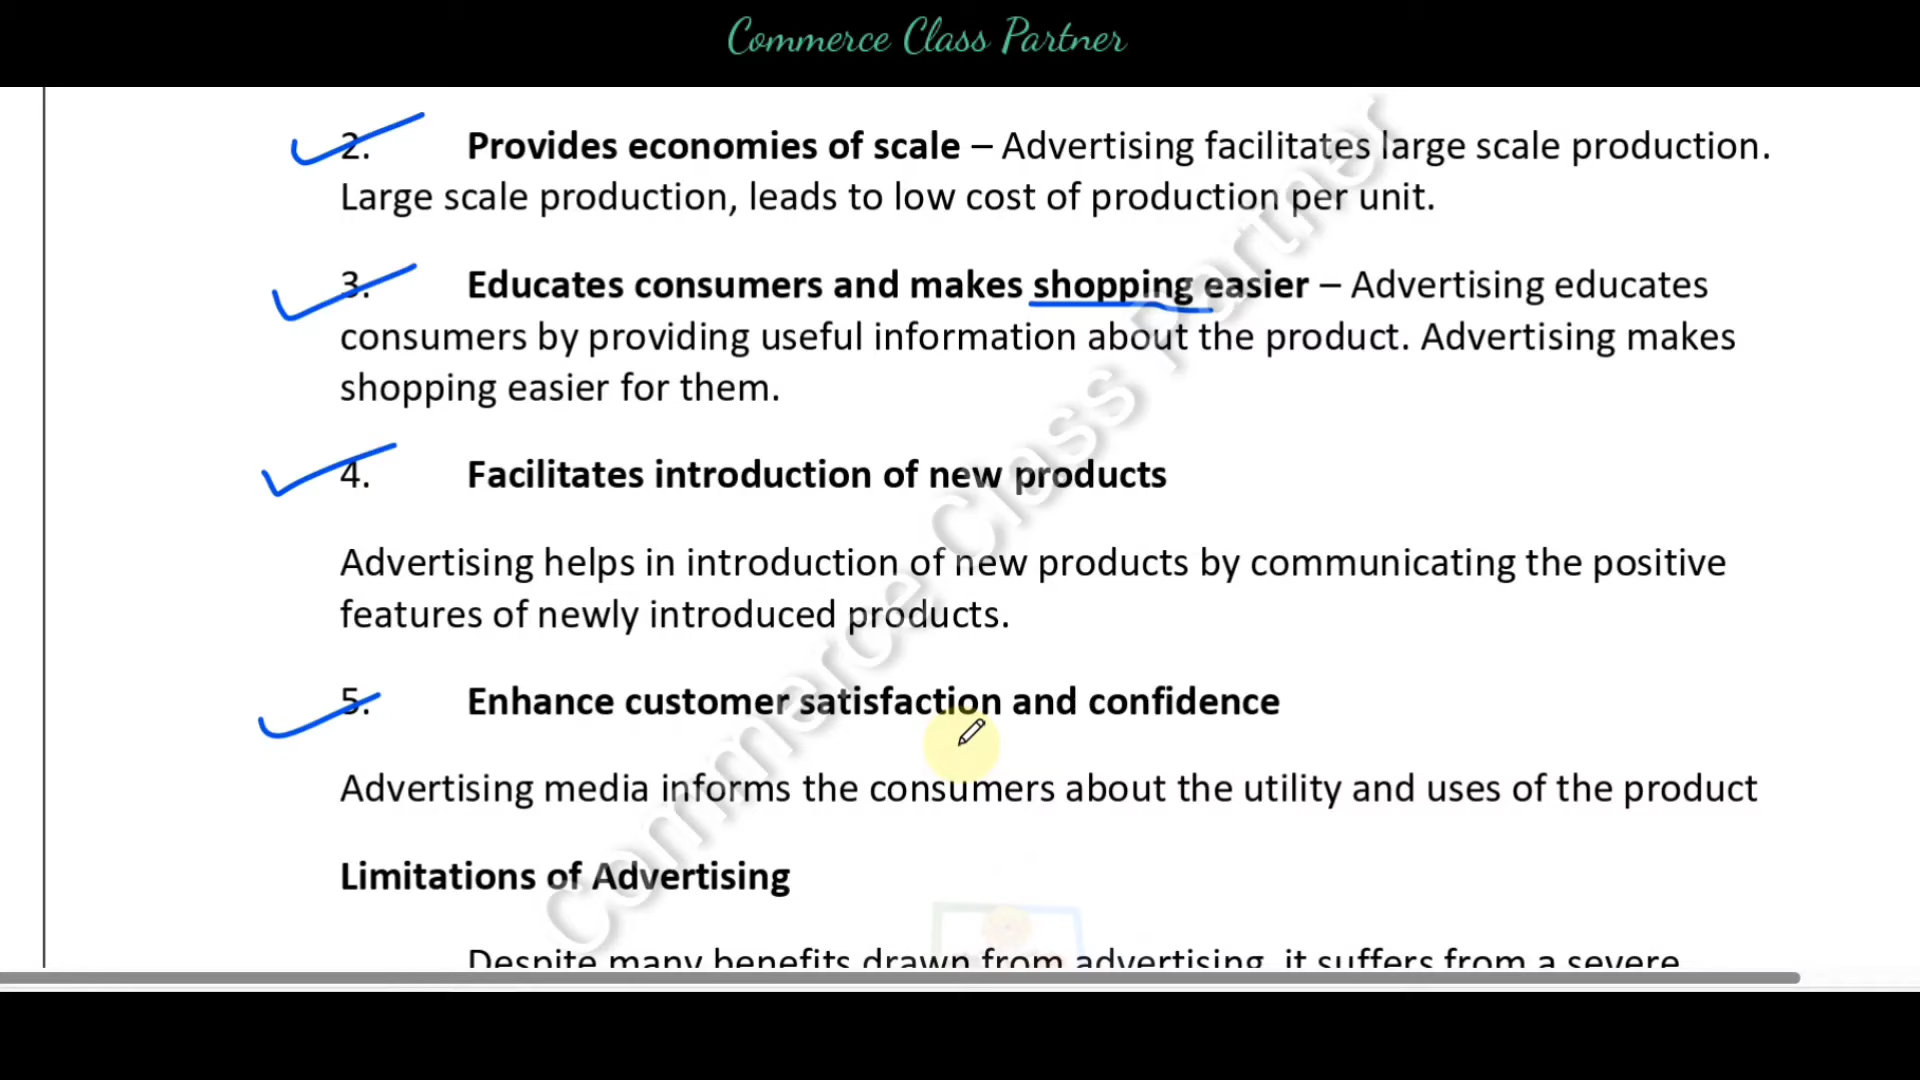 Commerce Class Partner
2. Provides economies of scale – Advertising facilitates large scale production.
Large scale production, leads to low cost of production per unit.
3. Educates consumers and makes shopping easier – Advertising educates
consumers by providing useful information about the product. Advertising makes
shopping easier for them.
4. Facilitates introduction of new products
Advertising helps in introduction of new products by communicating the positive
features of newly introduced products.
5. Enhance customer satisfaction and confidence
Advertising media informs the consumers about the utility and uses of the product
Limitations of Advertising
Despite many benefits drawn from advertising, it suffers from a severe
Commerce Class Partner